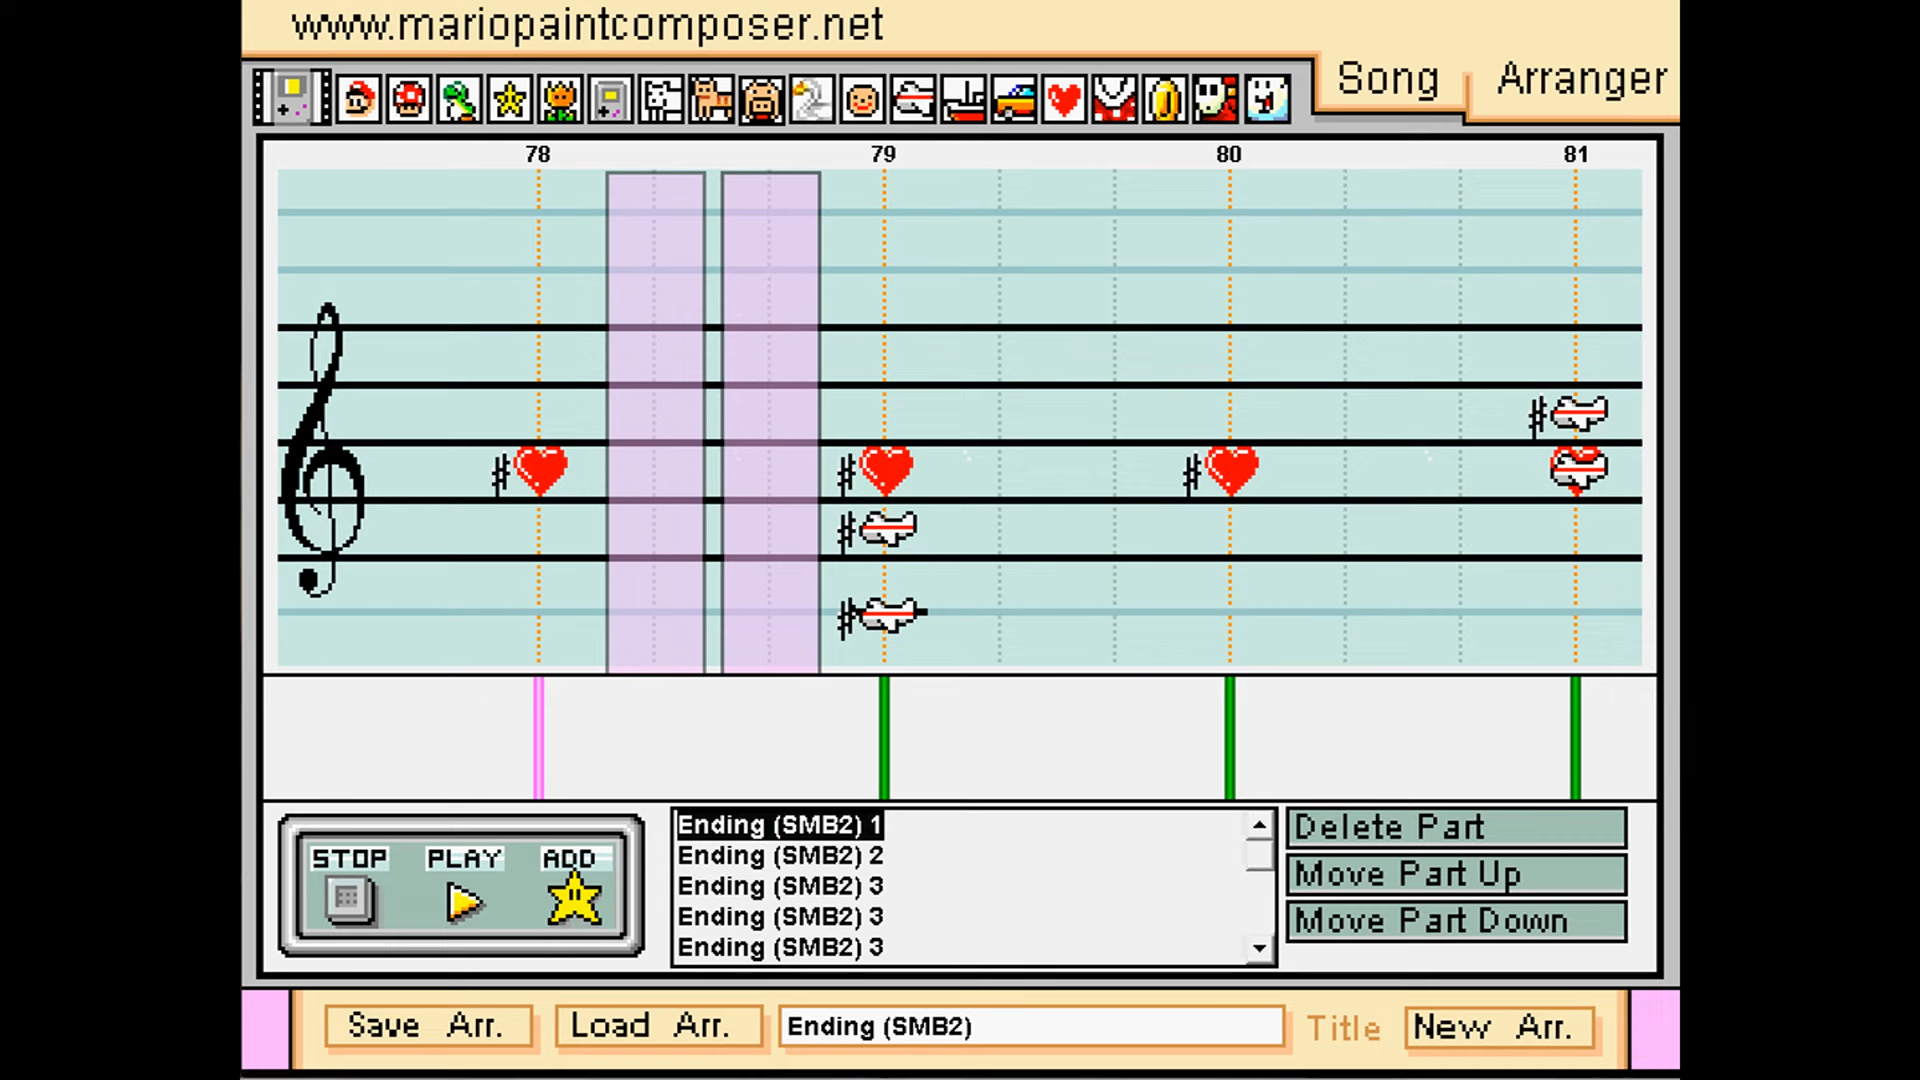 www.mariopaintcomposer.net
Song
Arranger
78
79
80
81
STOP
PLAY
ADD
Ending (SMB2) 1
Ending (SMB2) 2
Ending (SMB2) 3
Ending (SMB2) 3
Ending (SMB2) 3
Delete Part
Move Part Up
Move Part Down
Save Arr.
Load Arr.
Ending (SMB2)
Title
New Arr.